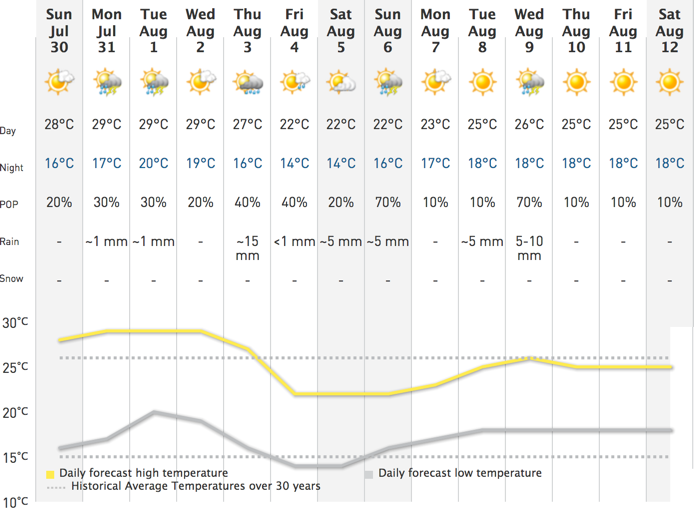 Sun Mon Tue Wed Thu Fri Sat Sun Mon Tue Wed Thu Fri Sat
Jul Jul Aug Aug Aug Aug Aug Aug Aug Aug Aug Aug Aug Aug
30 31 1 2 3 4 5 6 7 8 9 10 11 12
Day 28°C 29°C 29°C 29°C 27°C 22°C 22°C 22°C 23°C 25°C 26°C 25°C 25°C 25°C
Night 16°C 17°C 20°C 19°C 16°C 14°C 14°C 16°C 17°C 18°C 18°C 18°C 18°C 18°C
POP 20% 30% 30% 20% 40% 40% 20% 70% 10% 10% 70% 10% 10% 10%
Rain - ~1 mm ~1 mm - ~15 <1 mm ~5 mm ~5 mm - ~5 mm 5-10 - - -
mm mm
Snow - - - - - - - - - - - - - -
30°C
25°C
20°C
15°C
Daily forecast high temperature Daily forecast low temperature
Historical Average Temperatures over 30 years
10°C